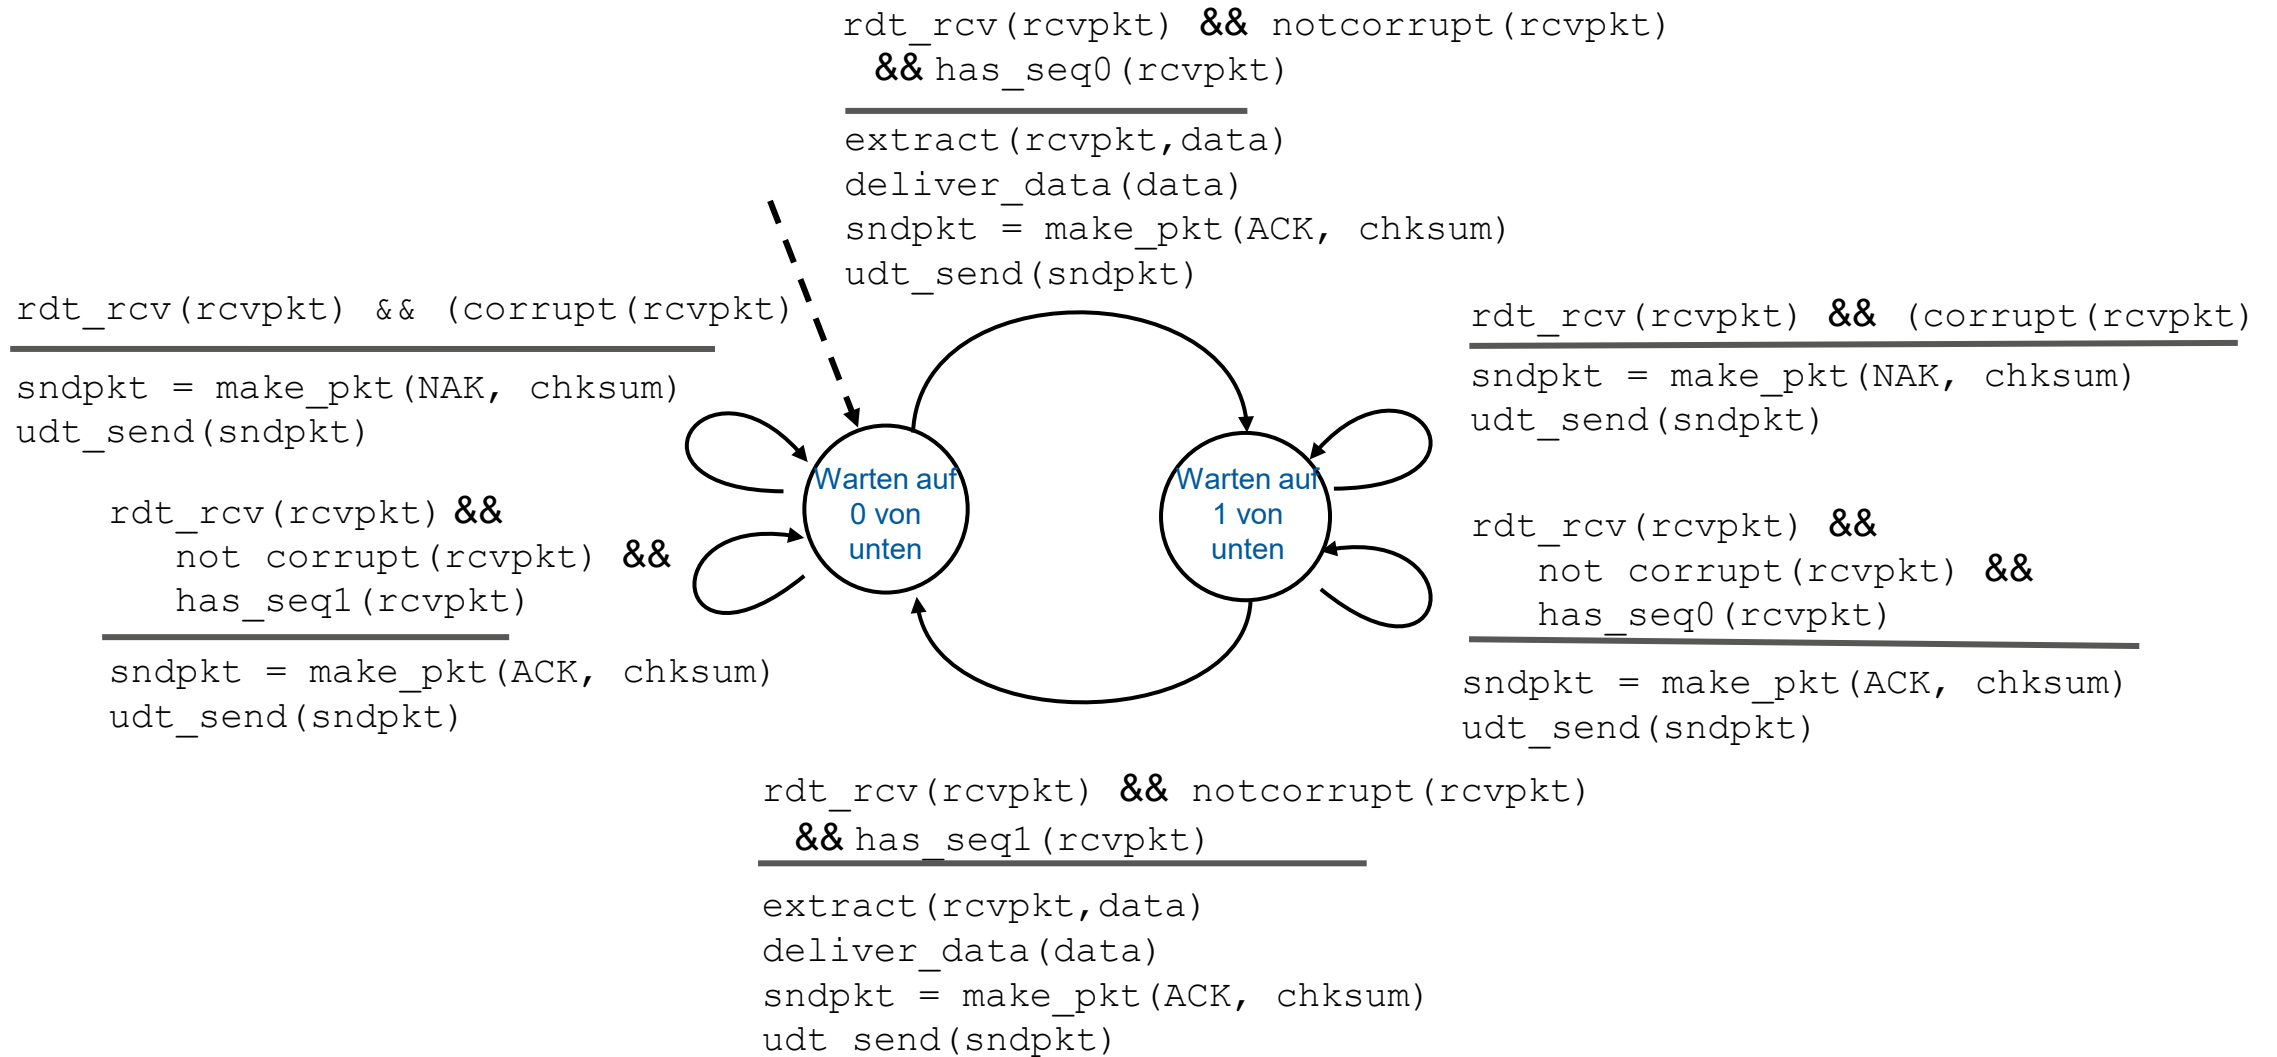 rdt_rcv(rcvpkt) && notcorrupt(rcvpkt)
&& has_seq0(rcvpkt)
extract(rcvpkt,data)
deliver_data(data)
sndpkt = make_pkt(ACK, chksum)
udt_send(sndpkt)
rdt_rcv(rcvpkt) && (corrupt(rcvpkt)
sndpkt = make_pkt(NAK, chksum)
udt_send(sndpkt)
rdt_rcv(rcvpkt) &&
not corrupt(rcvpkt) &&
has_seq1(rcvpkt)
sndpkt = make_pkt(ACK, chksum)
udt_send(sndpkt)
Warten auf
0 von
unten
Warten auf
1 von
unten
rdt_rcv(rcvpkt) && (corrupt(rcvpkt)
sndpkt = make_pkt(NAK, chksum)
udt_send(sndpkt)
rdt_rcv(rcvpkt) &&
not corrupt(rcvpkt) &&
has_seq0(rcvpkt)
sndpkt = make_pkt(ACK, chksum)
udt_send(sndpkt)
rdt_rcv(rcvpkt) && notcorrupt(rcvpkt)
&& has_seq1(rcvpkt)
extract(rcvpkt,data)
deliver_data(data)
sndpkt = make_pkt(ACK, chksum)
udt send(sndpkt)